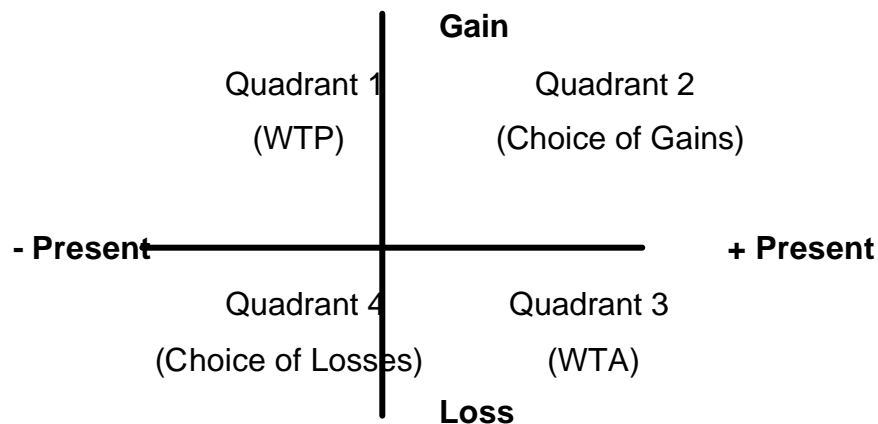 Gain
Quadrant 1 Quadrant 2
(WTP) (Choice of Gains)
- Present + Present
Quadrant 4 Quadrant 3
(Choice of Losses) (WTA)
Loss